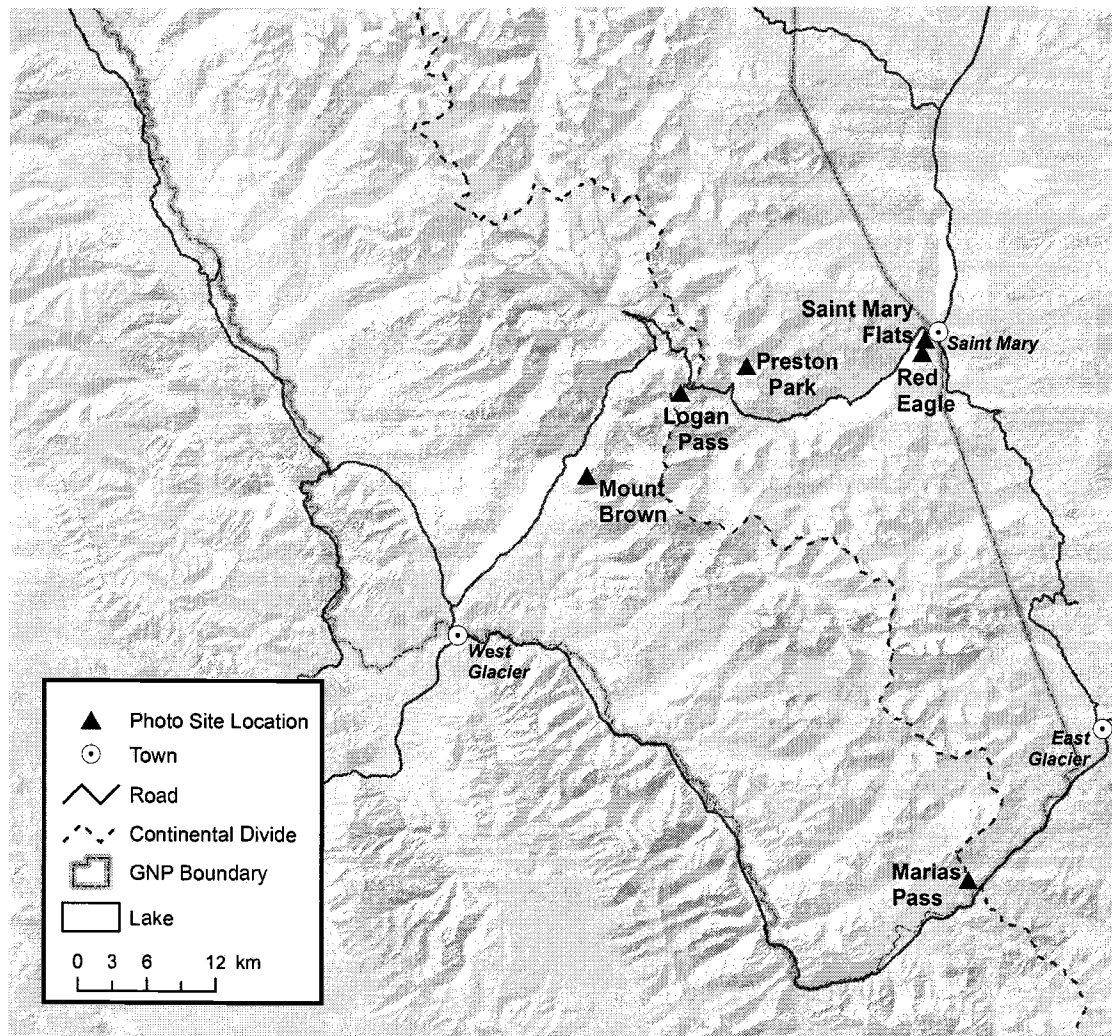 Saint Mary
Flats
Saint Mary
Preston
Park
Red
Eagle
Logan
Pass
Mount
Brown
West
Glacier
East
Glacier
Marias
Pass
Photo Site Location
Town
Road
Continental Divide
GNP Boundary
Lake
0 3 6 12 km